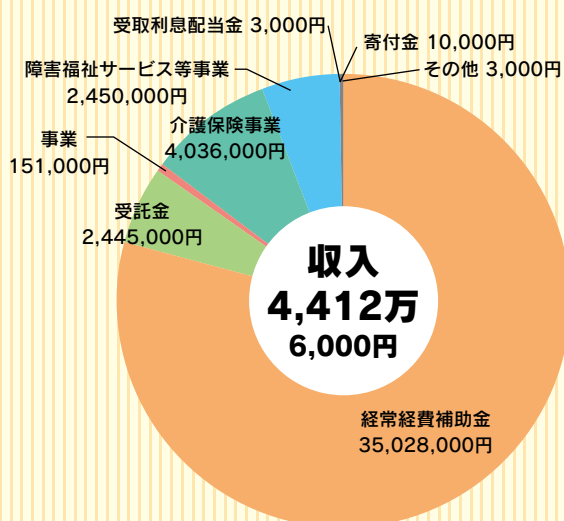 受取利息配当金 3,000円
寄付金 10,000円
その他 3,000円
障害福祉サービス等事業
2,450,000円
介護保険事業
4,036,000円
事業
151,000円
受託金
2,445,000円
収入
4,412万
6,000円
経常経費補助金
35,028,000円